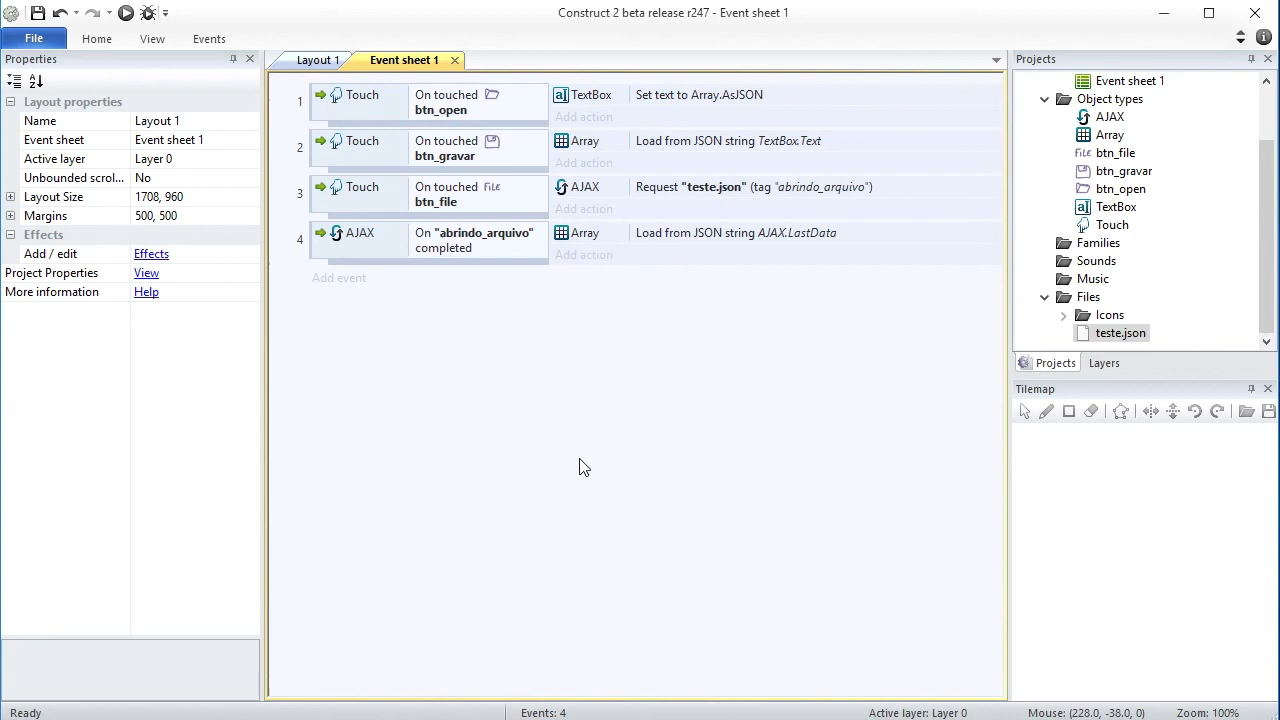 Construct 2 beta release r247 - Event sheet 1
File Home View Events
Properties
Layout properties
Name Layout 1
Event sheet Event sheet 1
Active layer Layer 0
Unbounded scrol... No
Layout Size 1708, 960
Margins 500, 500
Effects
Add / edit Effects
Project Properties View
More information Help
Layout 1 Event sheet 1
1 Touch On touched btn_open TextBox Set text to Array.AsJSON
Add action
2 Touch On touched btn_gravar Array Load from JSON string TextBox.Text
Add action
3 Touch On touched FILE btn_file AJAX Request "teste.json" (tag "abrindo_arquivo")
Add action
4 AJAX On "abrindo_arquivo" completed Array Load from JSON string AJAX.LastData
Add action
Add event
Projects
Event sheet 1
Object types
AJAX
Array
FILE btn_file
btn_gravar
btn_open
TextBox
Touch
Families
Sounds
Music
Files
Icons
teste.json
Projects Layers
Tilemap
Ready Events: 4 Active layer: Layer 0 Mouse: (228.0, -38.0, 0) Zoom: 100%